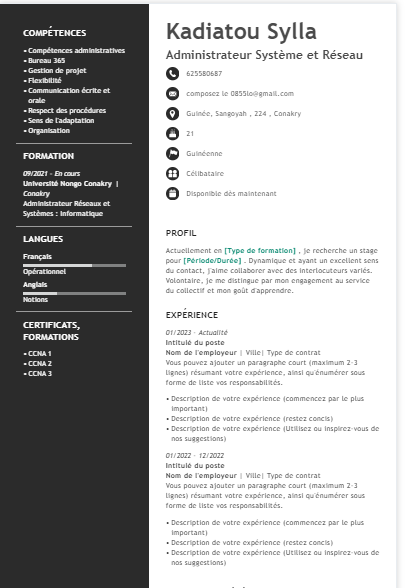 COMPÉTENCES
• Compétences administratives
• Bureau 365
• Gestion de projet
• Flexibilité
• Communication écrite et
orale
• Respect des procédures
• Sens de l'adaptation
• Organisation
FORMATION
09/2021 - En cours
Université Nongo Conakry |
Conakry
Administrateur Réseaux et
Systèmes : Informatique
LANGUES
Français
Opérationnel
Anglais
Notions
CERTIFICATS,
FORMATIONS
• CCNA 1
• CCNA 2
• CCNA 3
Kadiatou Sylla
Administrateur Système et Réseau
625580687
composez le 0855lo@gmail.com
Guinée, Sangoyah , 224 , Conakry
21
Guinéenne
Célibataire
Disponible dès maintenant
PROFIL
Actuellement en [Type de formation] , je recherche un stage
pour [Période/Durée] . Dynamique et ayant un excellent sens
du contact, j'aime collaborer avec des interlocuteurs variés.
Volontaire, je me distingue par mon engagement au service
du collectif et mon goût d'apprendre.
EXPÉRIENCE
01/2023 - Actualité
Intitulé du poste
Nom de l'employeur | Ville| Type de contrat
Vous pouvez ajouter un paragraphe court (maximum 2-3
lignes) résumant votre expérience, ainsi qu'énumérer sous
forme de liste vos responsabilités.
• Description de votre expérience (commencez par le plus
important)
• Description de votre expérience (restez concis)
• Description de votre expérience (Utilisez ou inspirez-vous de
nos suggestions)
01/2022 - 12/2022
Intitulé du poste
Nom de l'employeur | Ville| Type de contrat
Vous pouvez ajouter un paragraphe court (maximum 2-3
lignes) résumant votre expérience, ainsi qu'énumérer sous
forme de liste vos responsabilités.
• Description de votre expérience (commencez par le plus
important)
• Description de votre expérience (restez concis)
• Description de votre expérience (Utilisez ou inspirez-vous de
nos suggestions)